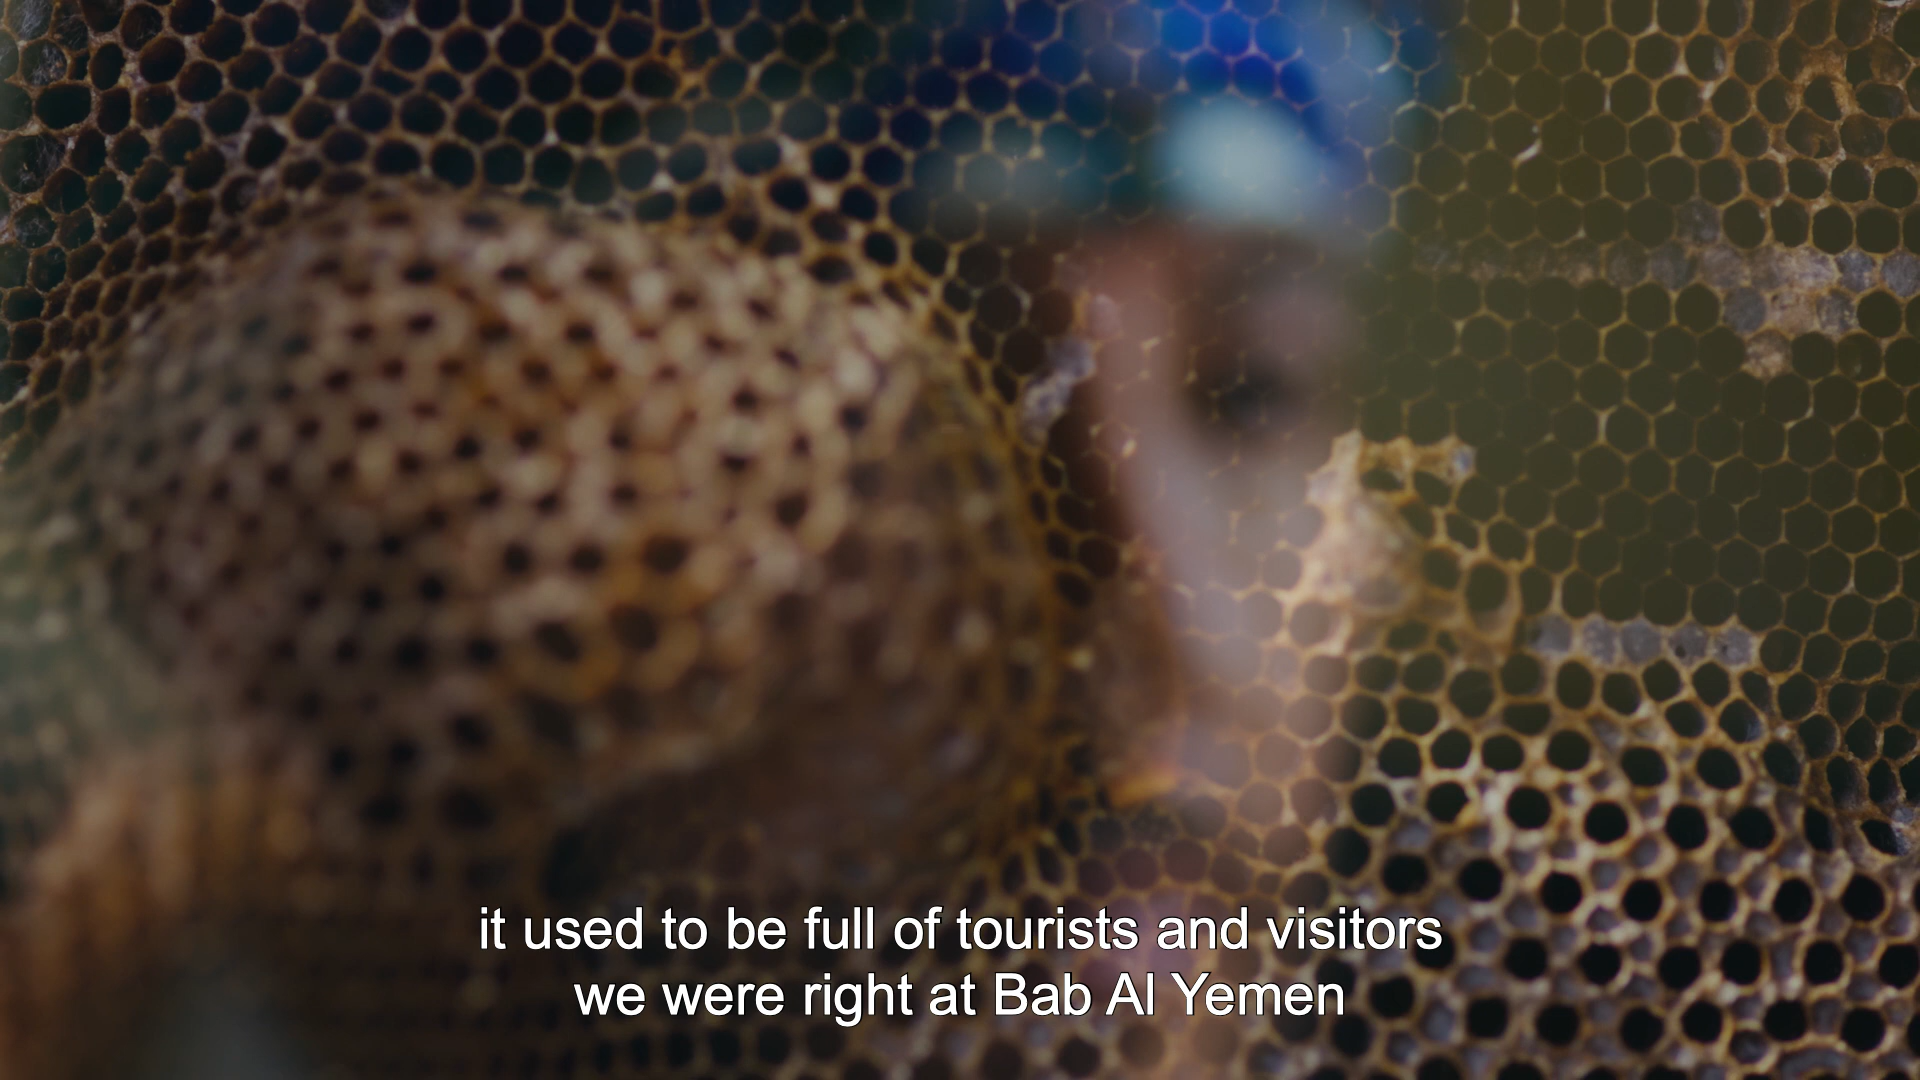 it used to be full of tourists and visitors
we were right at Bab Al Yemen